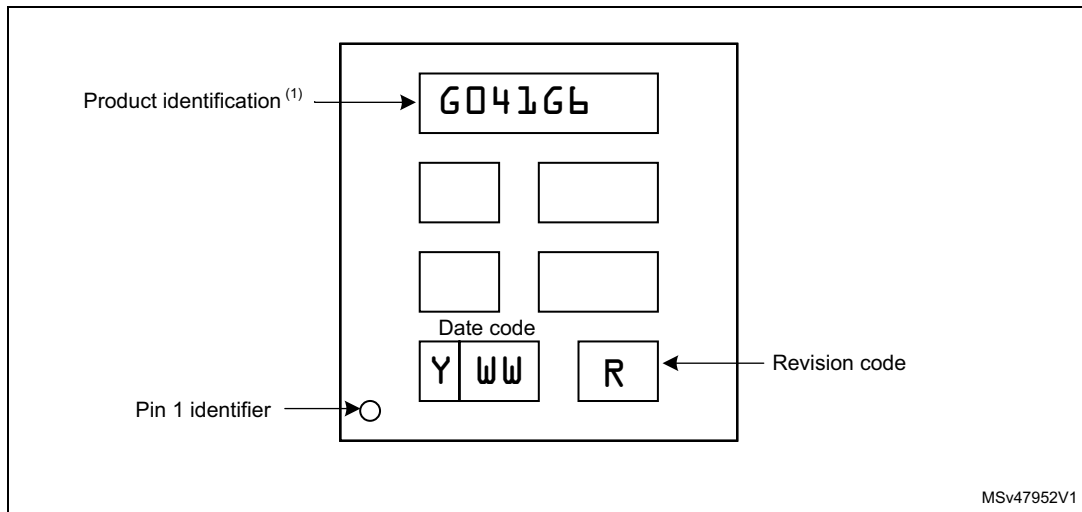 Product identification (1)
G041G6
Date code
Y WW
R
Revision code
Pin 1 identifier
MSv47952V1